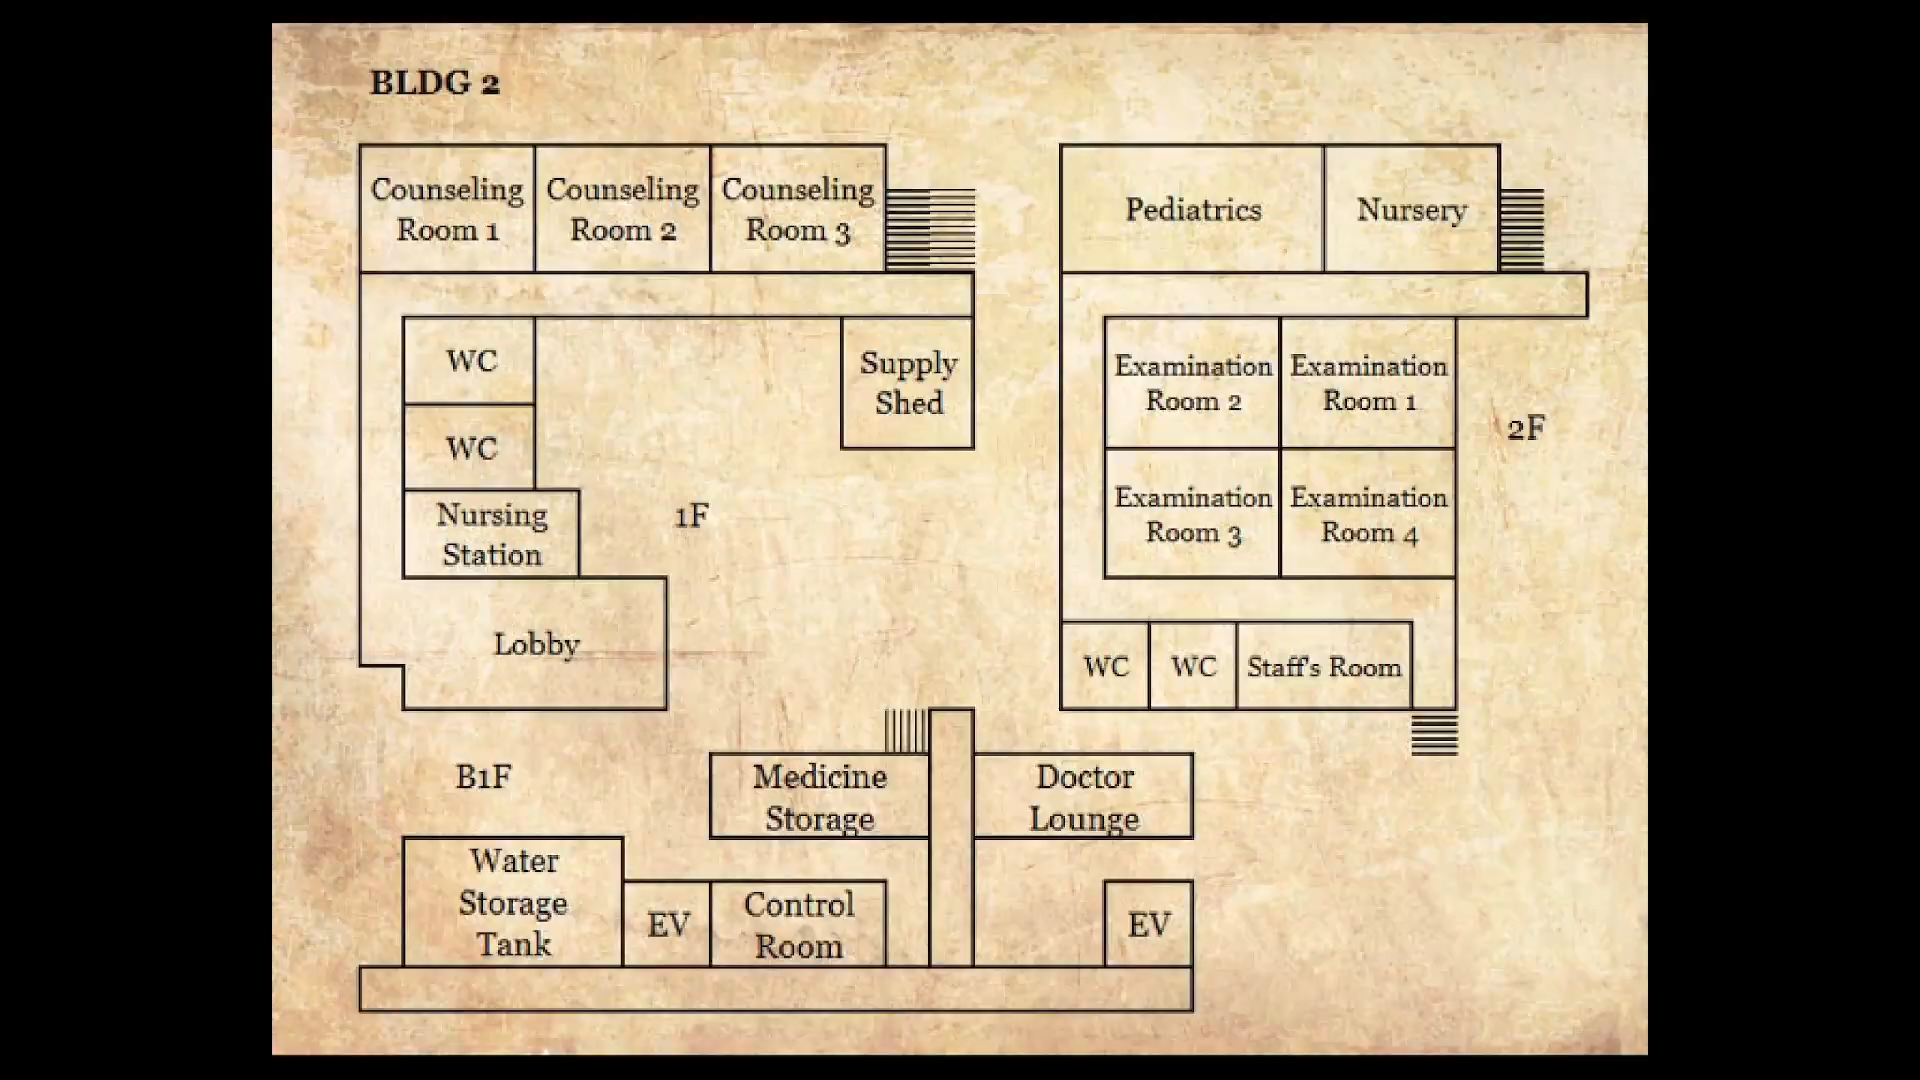 BLDG 2
Counseling
Room 1
Counseling
Room 2
Counseling
Room 3
WC
WC
Nursing
Station
Lobby
Supply
Shed
1F
Pediatrics
Nursery
Examination
Room 2
Examination
Room 1
Examination
Room 3
Examination
Room 4
2F
WC
WC
Staff's Room
B1F
Medicine
Storage
Doctor
Lounge
Water
Storage
Tank
EV
Control
Room
EV